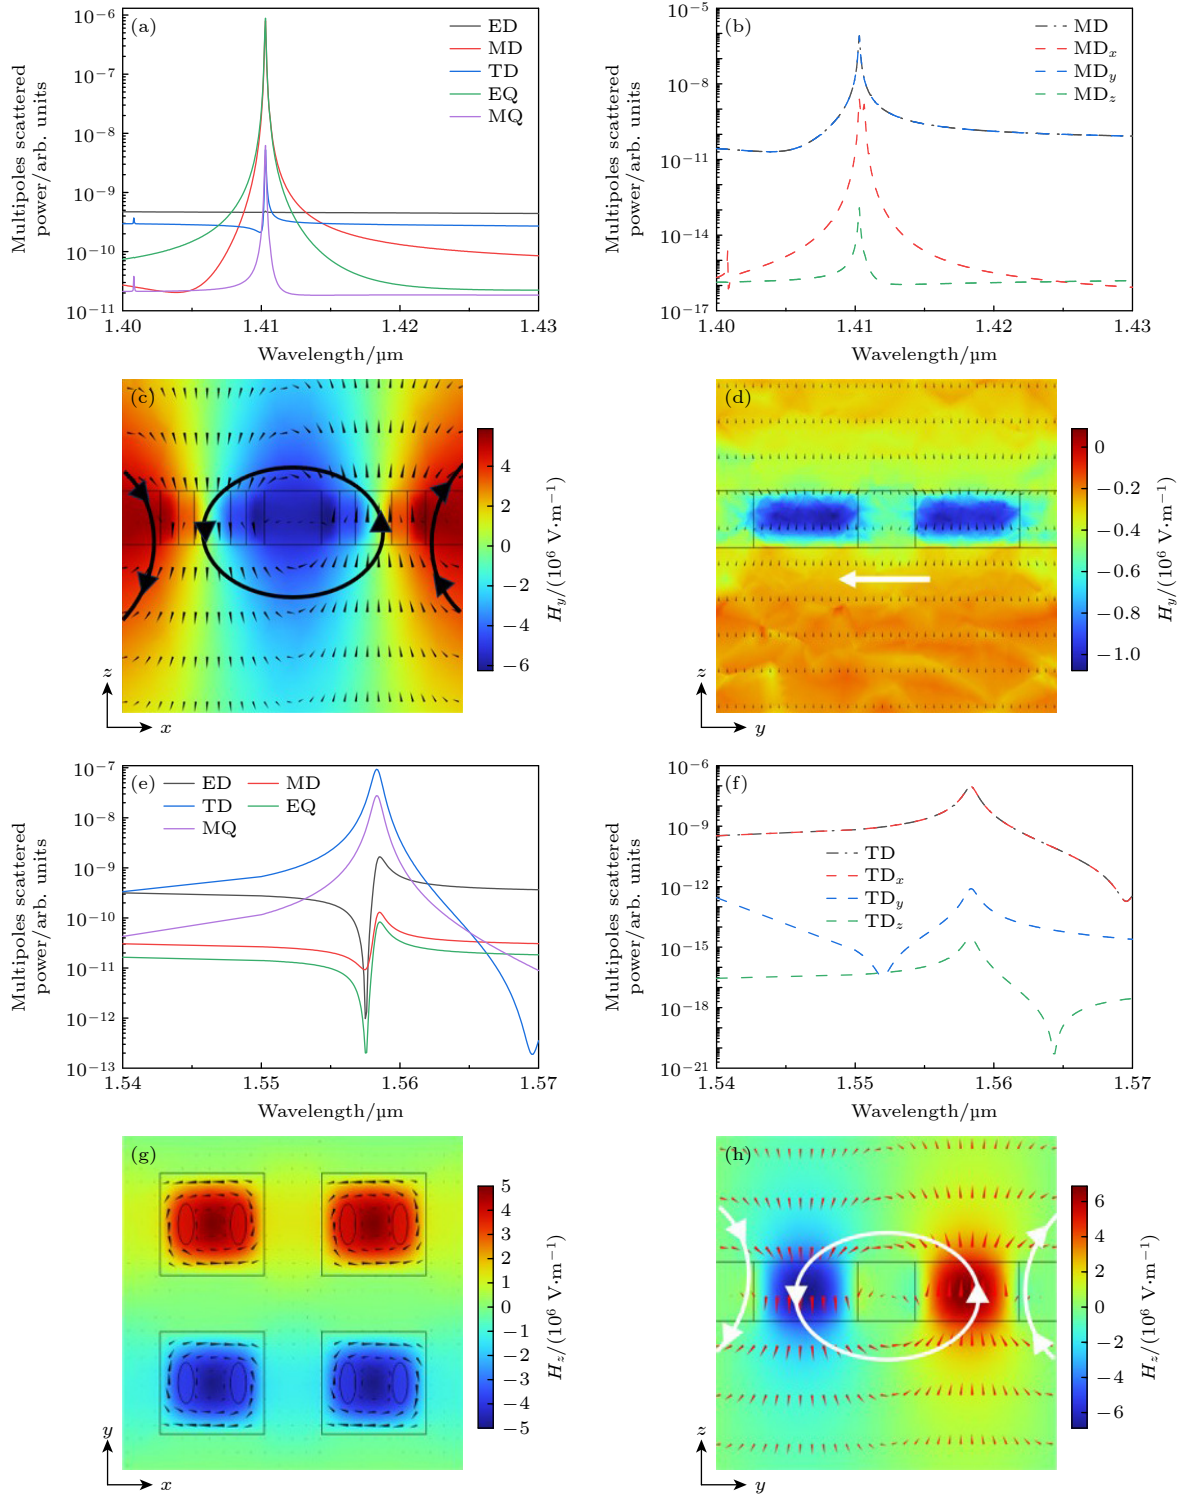 (a)
ED
MD
TD
EQ
MQ
10⁻⁶
10⁻⁷
10⁻⁸
10⁻⁹
10⁻¹⁰
10⁻¹¹
Multipoles scattered
power/arb. units
1.40 1.41 1.42 1.43
Wavelength/µm
(b)
MD
MDₓ
MD_y
MD_z
10⁻⁵
10⁻⁸
10⁻¹¹
10⁻¹⁴
10⁻¹⁷
Multipoles scattered
power/arb. units
1.40 1.41 1.42 1.43
Wavelength/µm
(c)
4
2
0
−2
−4
−6
H_y/(10⁶ V·m⁻¹)
z
x
(d)
0
−0.2
−0.4
−0.6
−0.8
−1.0
H_y/(10⁶ V·m⁻¹)
z
y
(e)
ED MD
TD EQ
MQ
10⁻⁷
10⁻⁸
10⁻⁹
10⁻¹⁰
10⁻¹¹
10⁻¹²
10⁻¹³
Multipoles scattered
power/arb. units
1.54 1.55 1.56 1.57
Wavelength/µm
(f)
TD
TDₓ
TD_y
TD_z
10⁻⁶
10⁻⁹
10⁻¹²
10⁻¹⁵
10⁻¹⁸
10⁻²¹
Multipoles scattered
power/arb. units
1.54 1.55 1.56 1.57
Wavelength/µm
(g)
5
4
3
2
1
0
−1
−2
−3
−4
−5
H_z/(10⁶ V·m⁻¹)
y
x
(h)
6
4
2
0
−2
−4
−6
H_z/(10⁶ V·m⁻¹)
z
y